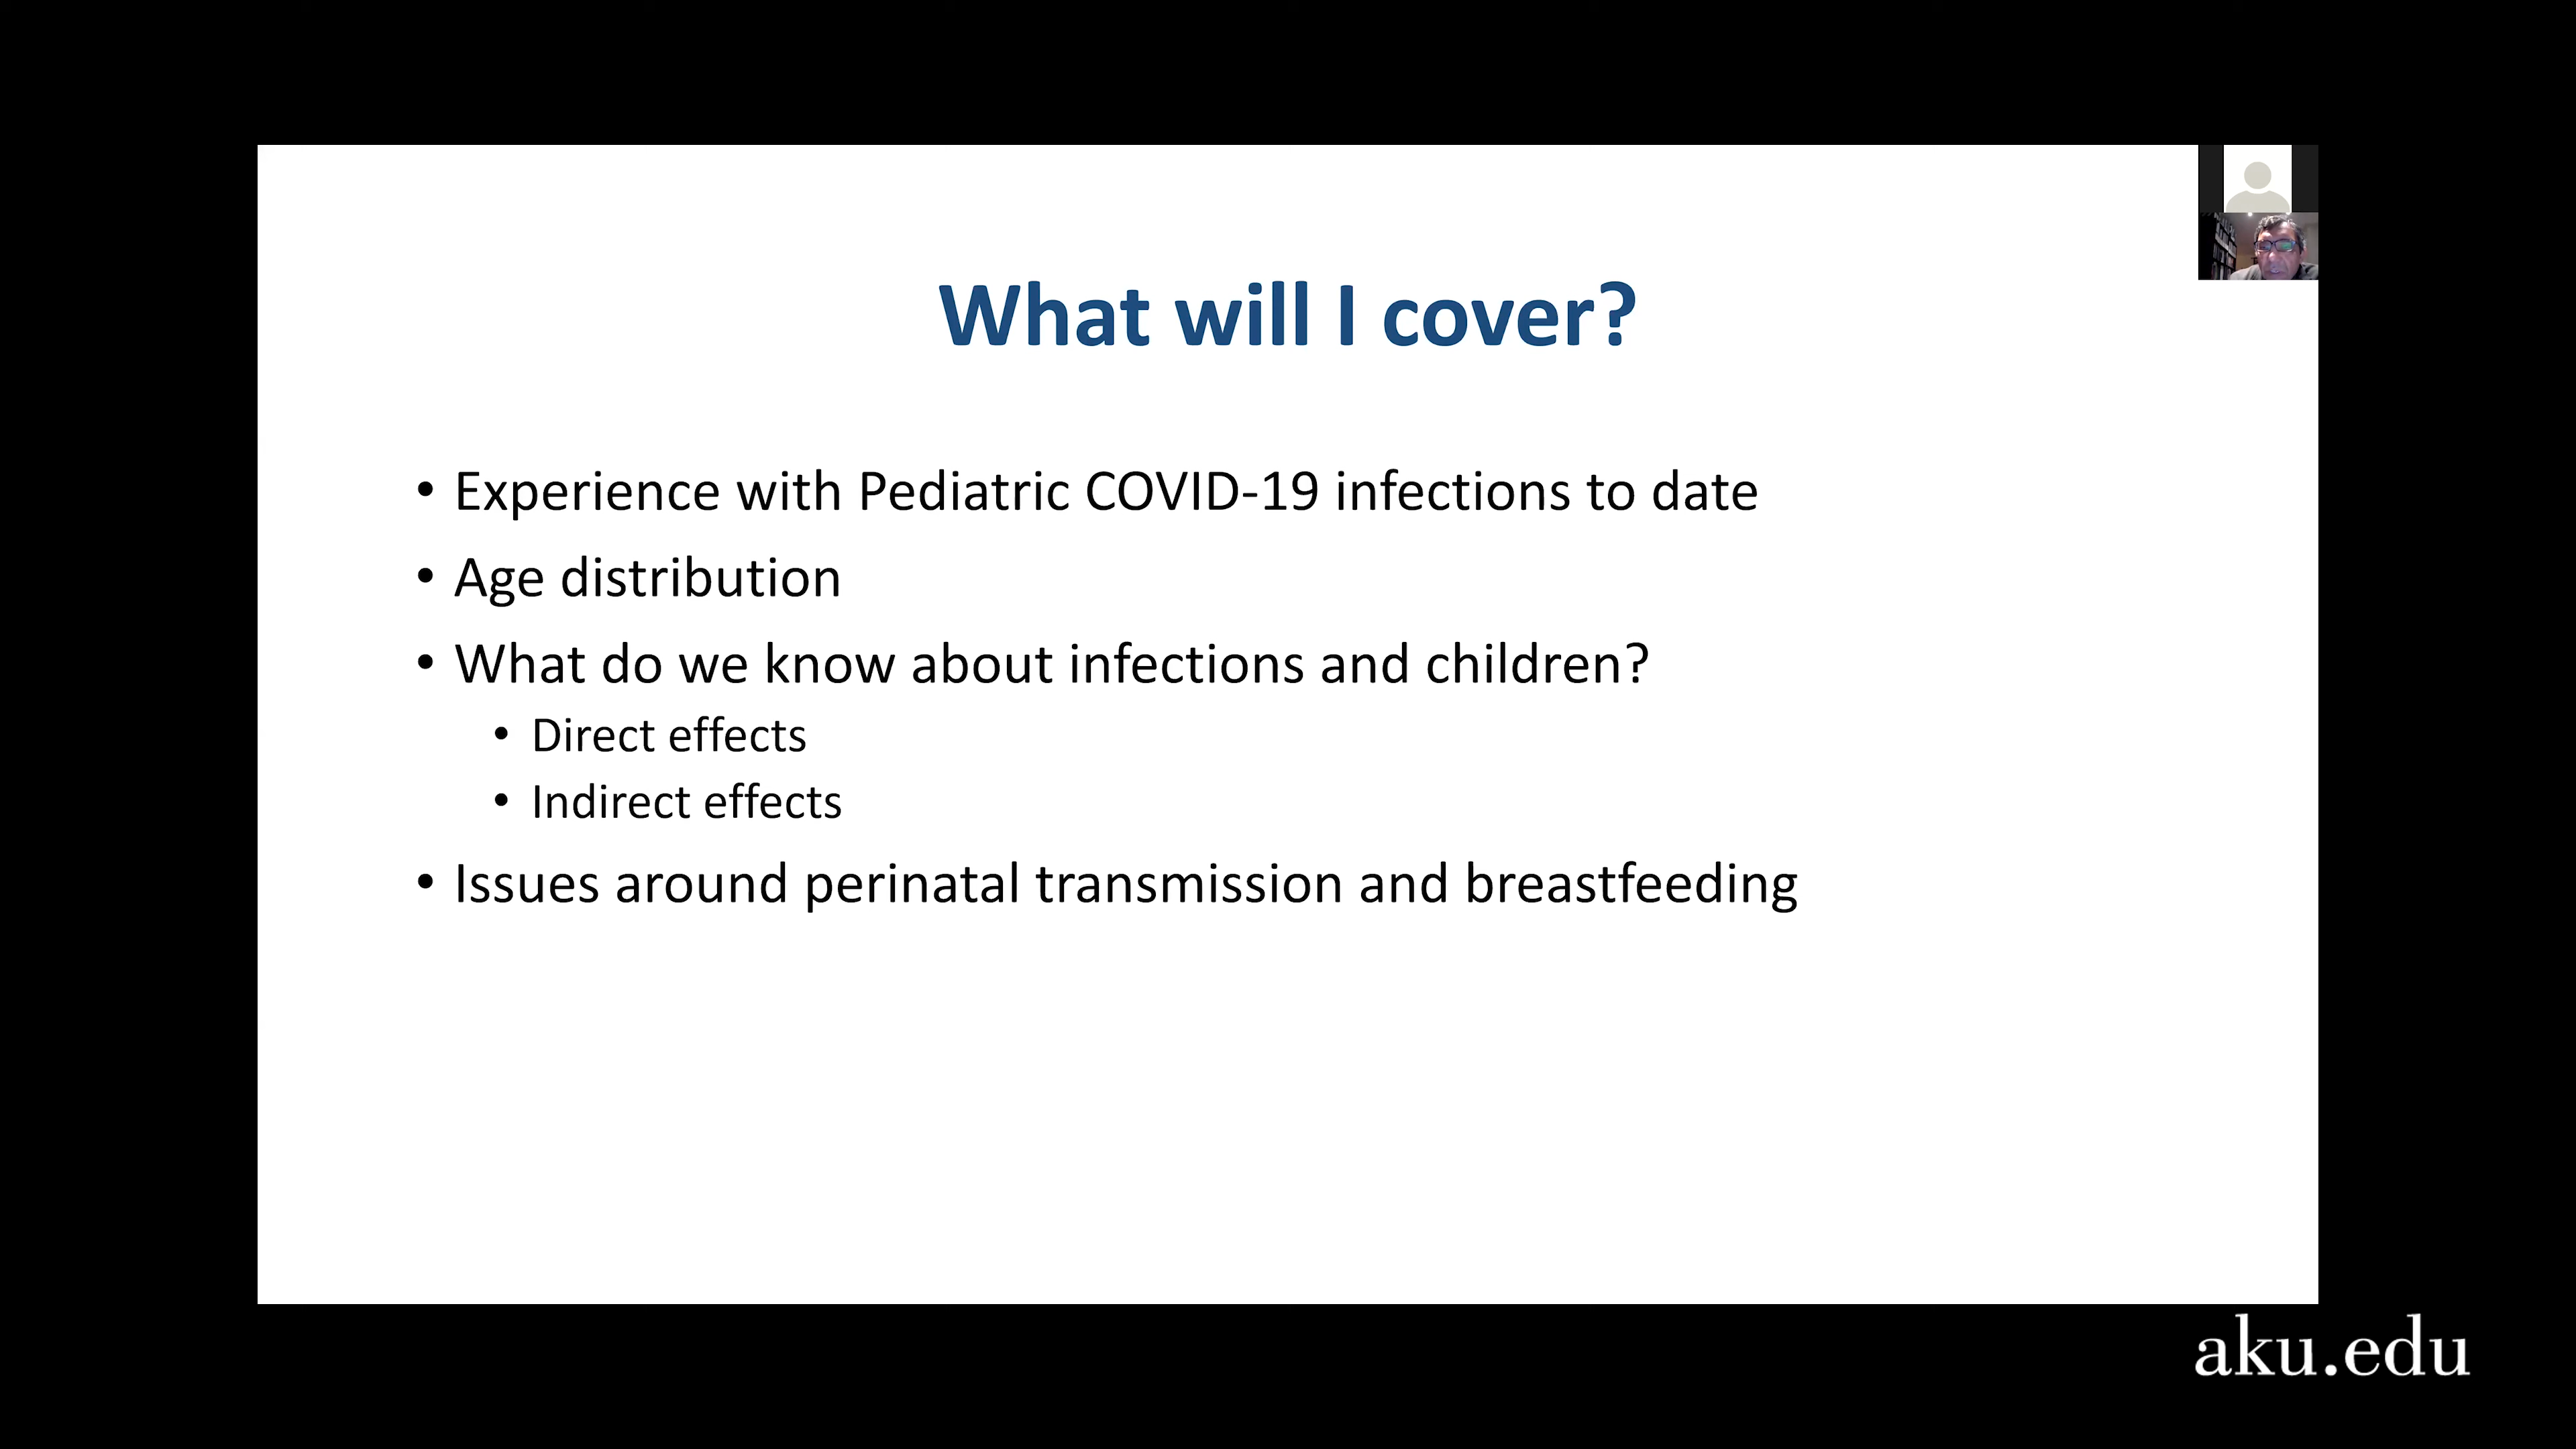 What will I cover?
• Experience with Pediatric COVID-19 infections to date
• Age distribution
• What do we know about infections and children?
• Direct effects
• Indirect effects
• Issues around perinatal transmission and breastfeeding
aku.edu